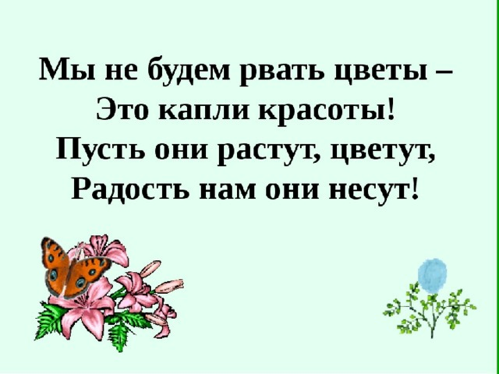 Мы не будем рвать цветы –
Это капли красоты!
Пусть они растут, цветут,
Радость нам они несут!